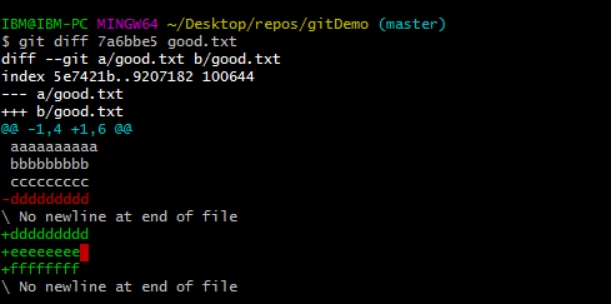 IBM@IBM-PC MINGW64 ~/Desktop/repos/gitDemo (master)
$ git diff 7a6bbe5 good.txt
diff --git a/good.txt b/good.txt
index 5e7421b..9207182 100644
--- a/good.txt
+++ b/good.txt
@@ -1,4 +1,6 @@
 aaaaaaaaaa
 bbbbbbbbb
 ccccccccc
-ddddddddd
\ No newline at end of file
+ddddddddd
+eeeeeeee
+ffffffff
\ No newline at end of file